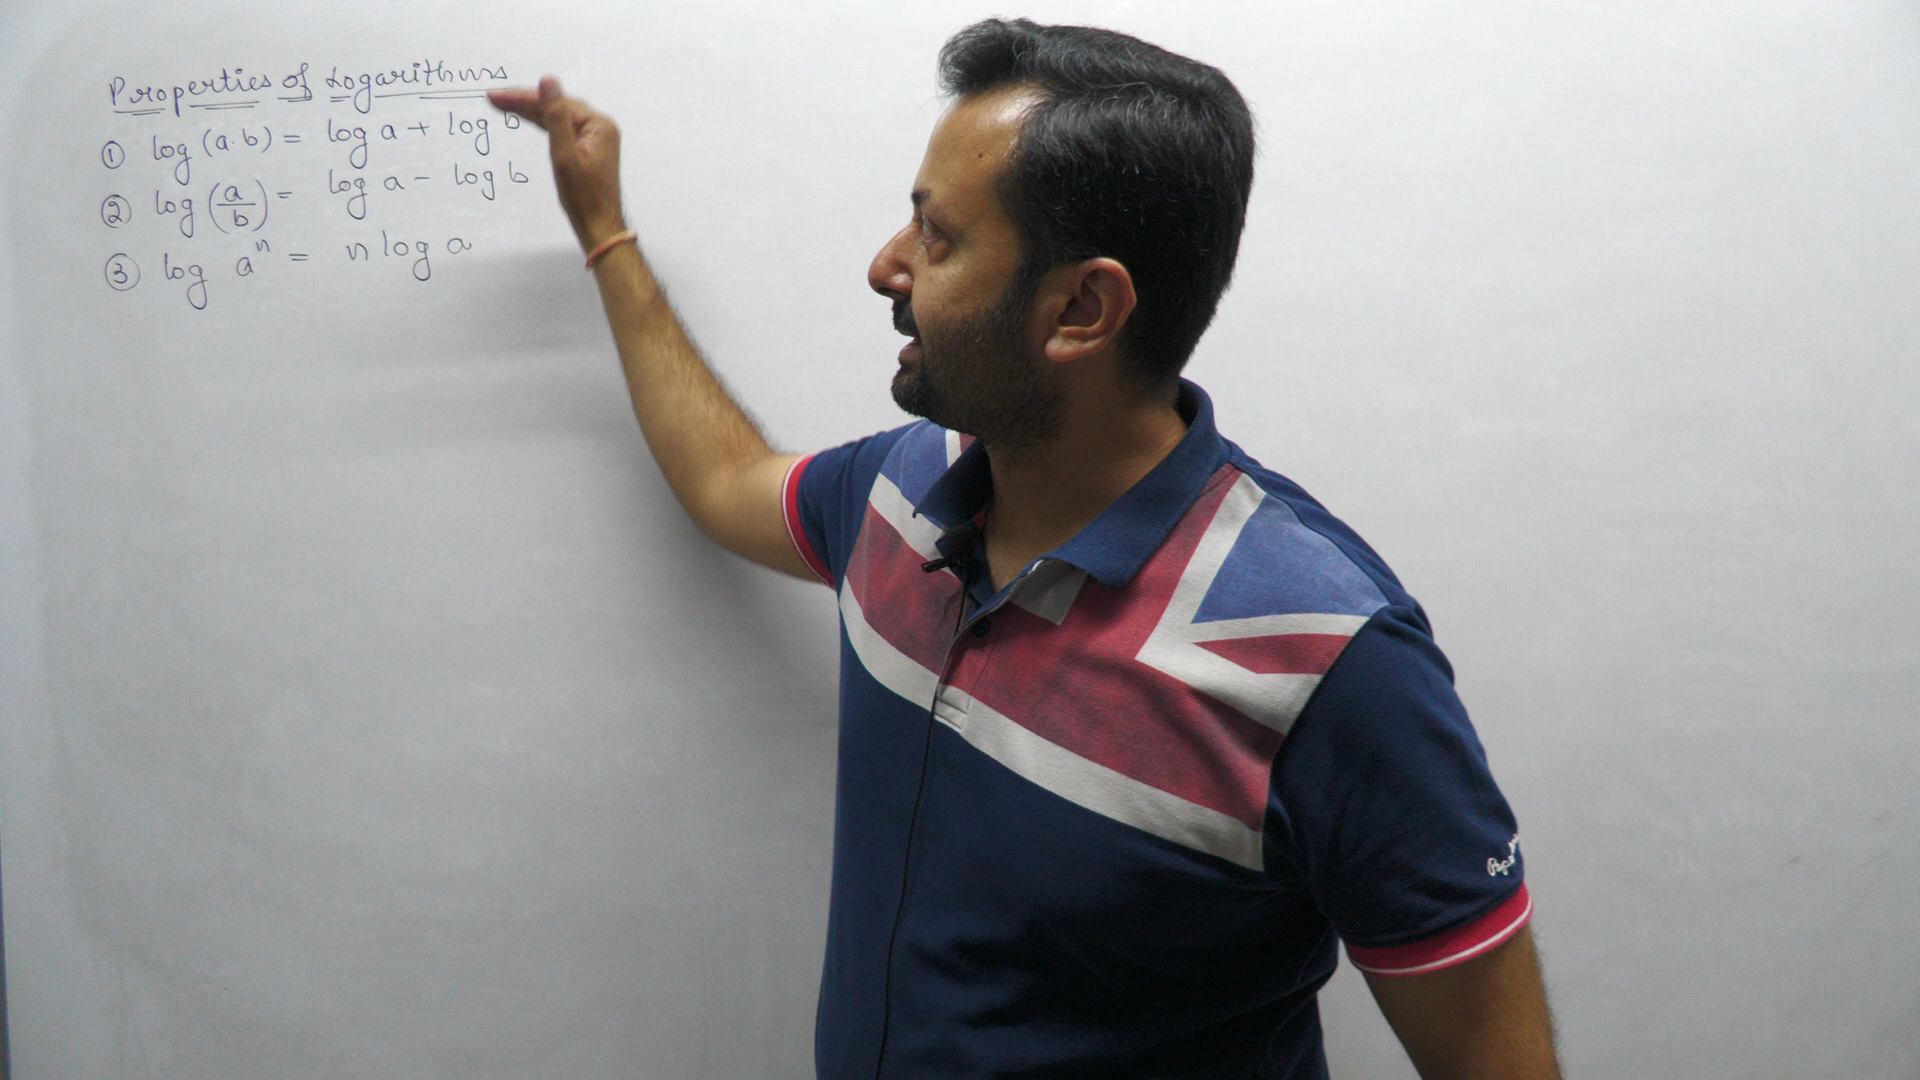 Properties of Logarithms
① log (a.b) = log a + log b
② log (a/b) = log a - log b
③ log aⁿ = n log a